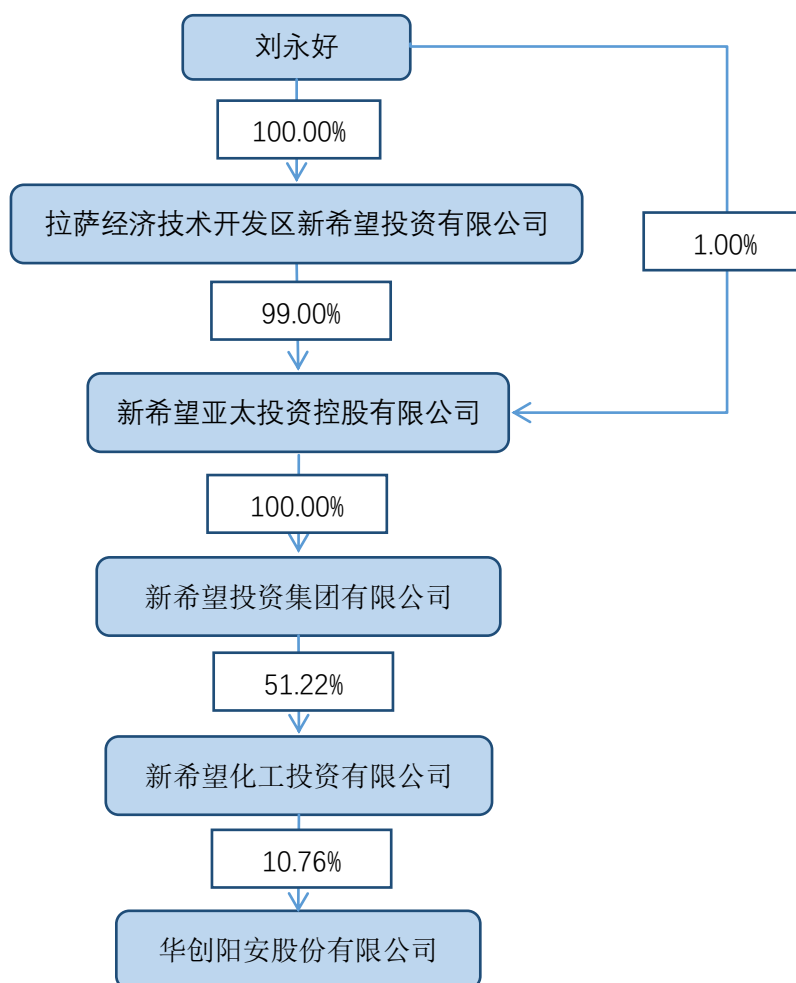 刘永好
100.00%
拉萨经济技术开发区新希望投资有限公司
1.00%
99.00%
新希望亚太投资控股有限公司
100.00%
新希望投资集团有限公司
51.22%
新希望化工投资有限公司
10.76%
华创阳安股份有限公司